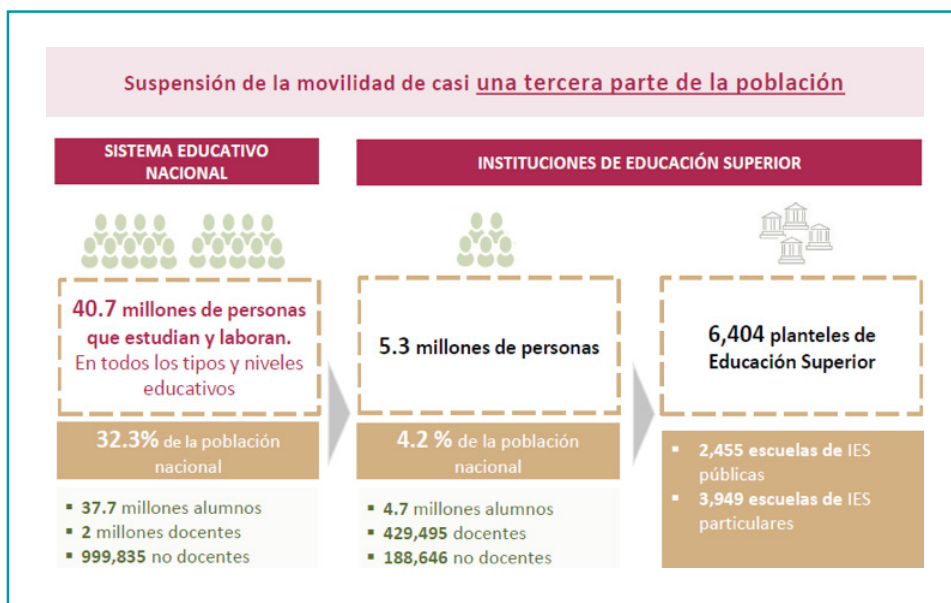 Suspensión de la movilidad de casi una tercera parte de la población
SISTEMA EDUCATIVO
NACIONAL
40.7 millones de personas
que estudian y laboran.
En todos los tipos y niveles
educativos
32.3% de la población
nacional
▪ 37.7 millones alumnos
▪ 2 millones docentes
▪ 999,835 no docentes
INSTITUCIONES DE EDUCACIÓN SUPERIOR
5.3 millones de personas
4.2 % de la población
nacional
▪ 4.7 millones alumnos
▪ 429,495 docentes
▪ 188,646 no docentes
6,404 planteles de
Educación Superior
▪ 2,455 escuelas de IES
públicas
▪ 3,949 escuelas de IES
particulares